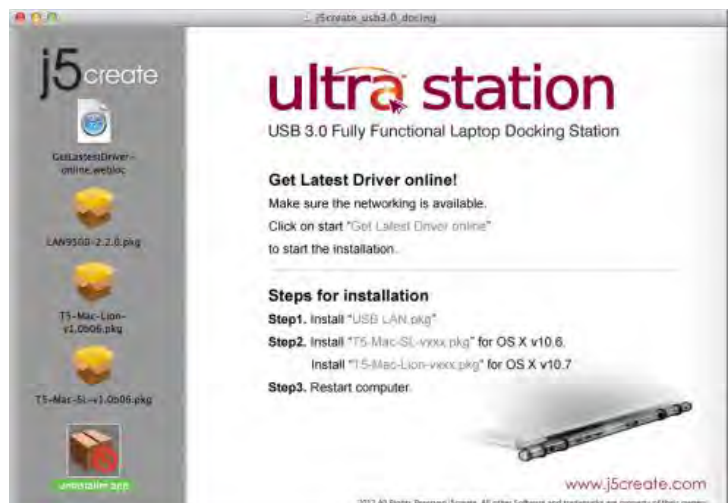 j5create_usb3.0_docing
j5create
GetLastestDriver-
online.webloc
LAN9500-2.2.0.pkg
T5-Mac-Lion-
v1.0b06.pkg
T5-Mac-SL-v1.0b06.pkg
uninstaller.app
ultra station
USB 3.0 Fully Functional Laptop Docking Station
Get Latest Driver online!
Make sure the networking is available.
Click on start "Get Latest Driver online"
to start the installation.
Steps for installation
Step1. Install "USB LAN.pkg"
Step2. Install "T5-Mac-SL-vxxx.pkg" for OS X v10.6.
Install "T5-Mac-Lion-vxxx.pkg" for OS X v10.7
Step3. Restart computer.
www.j5create.com